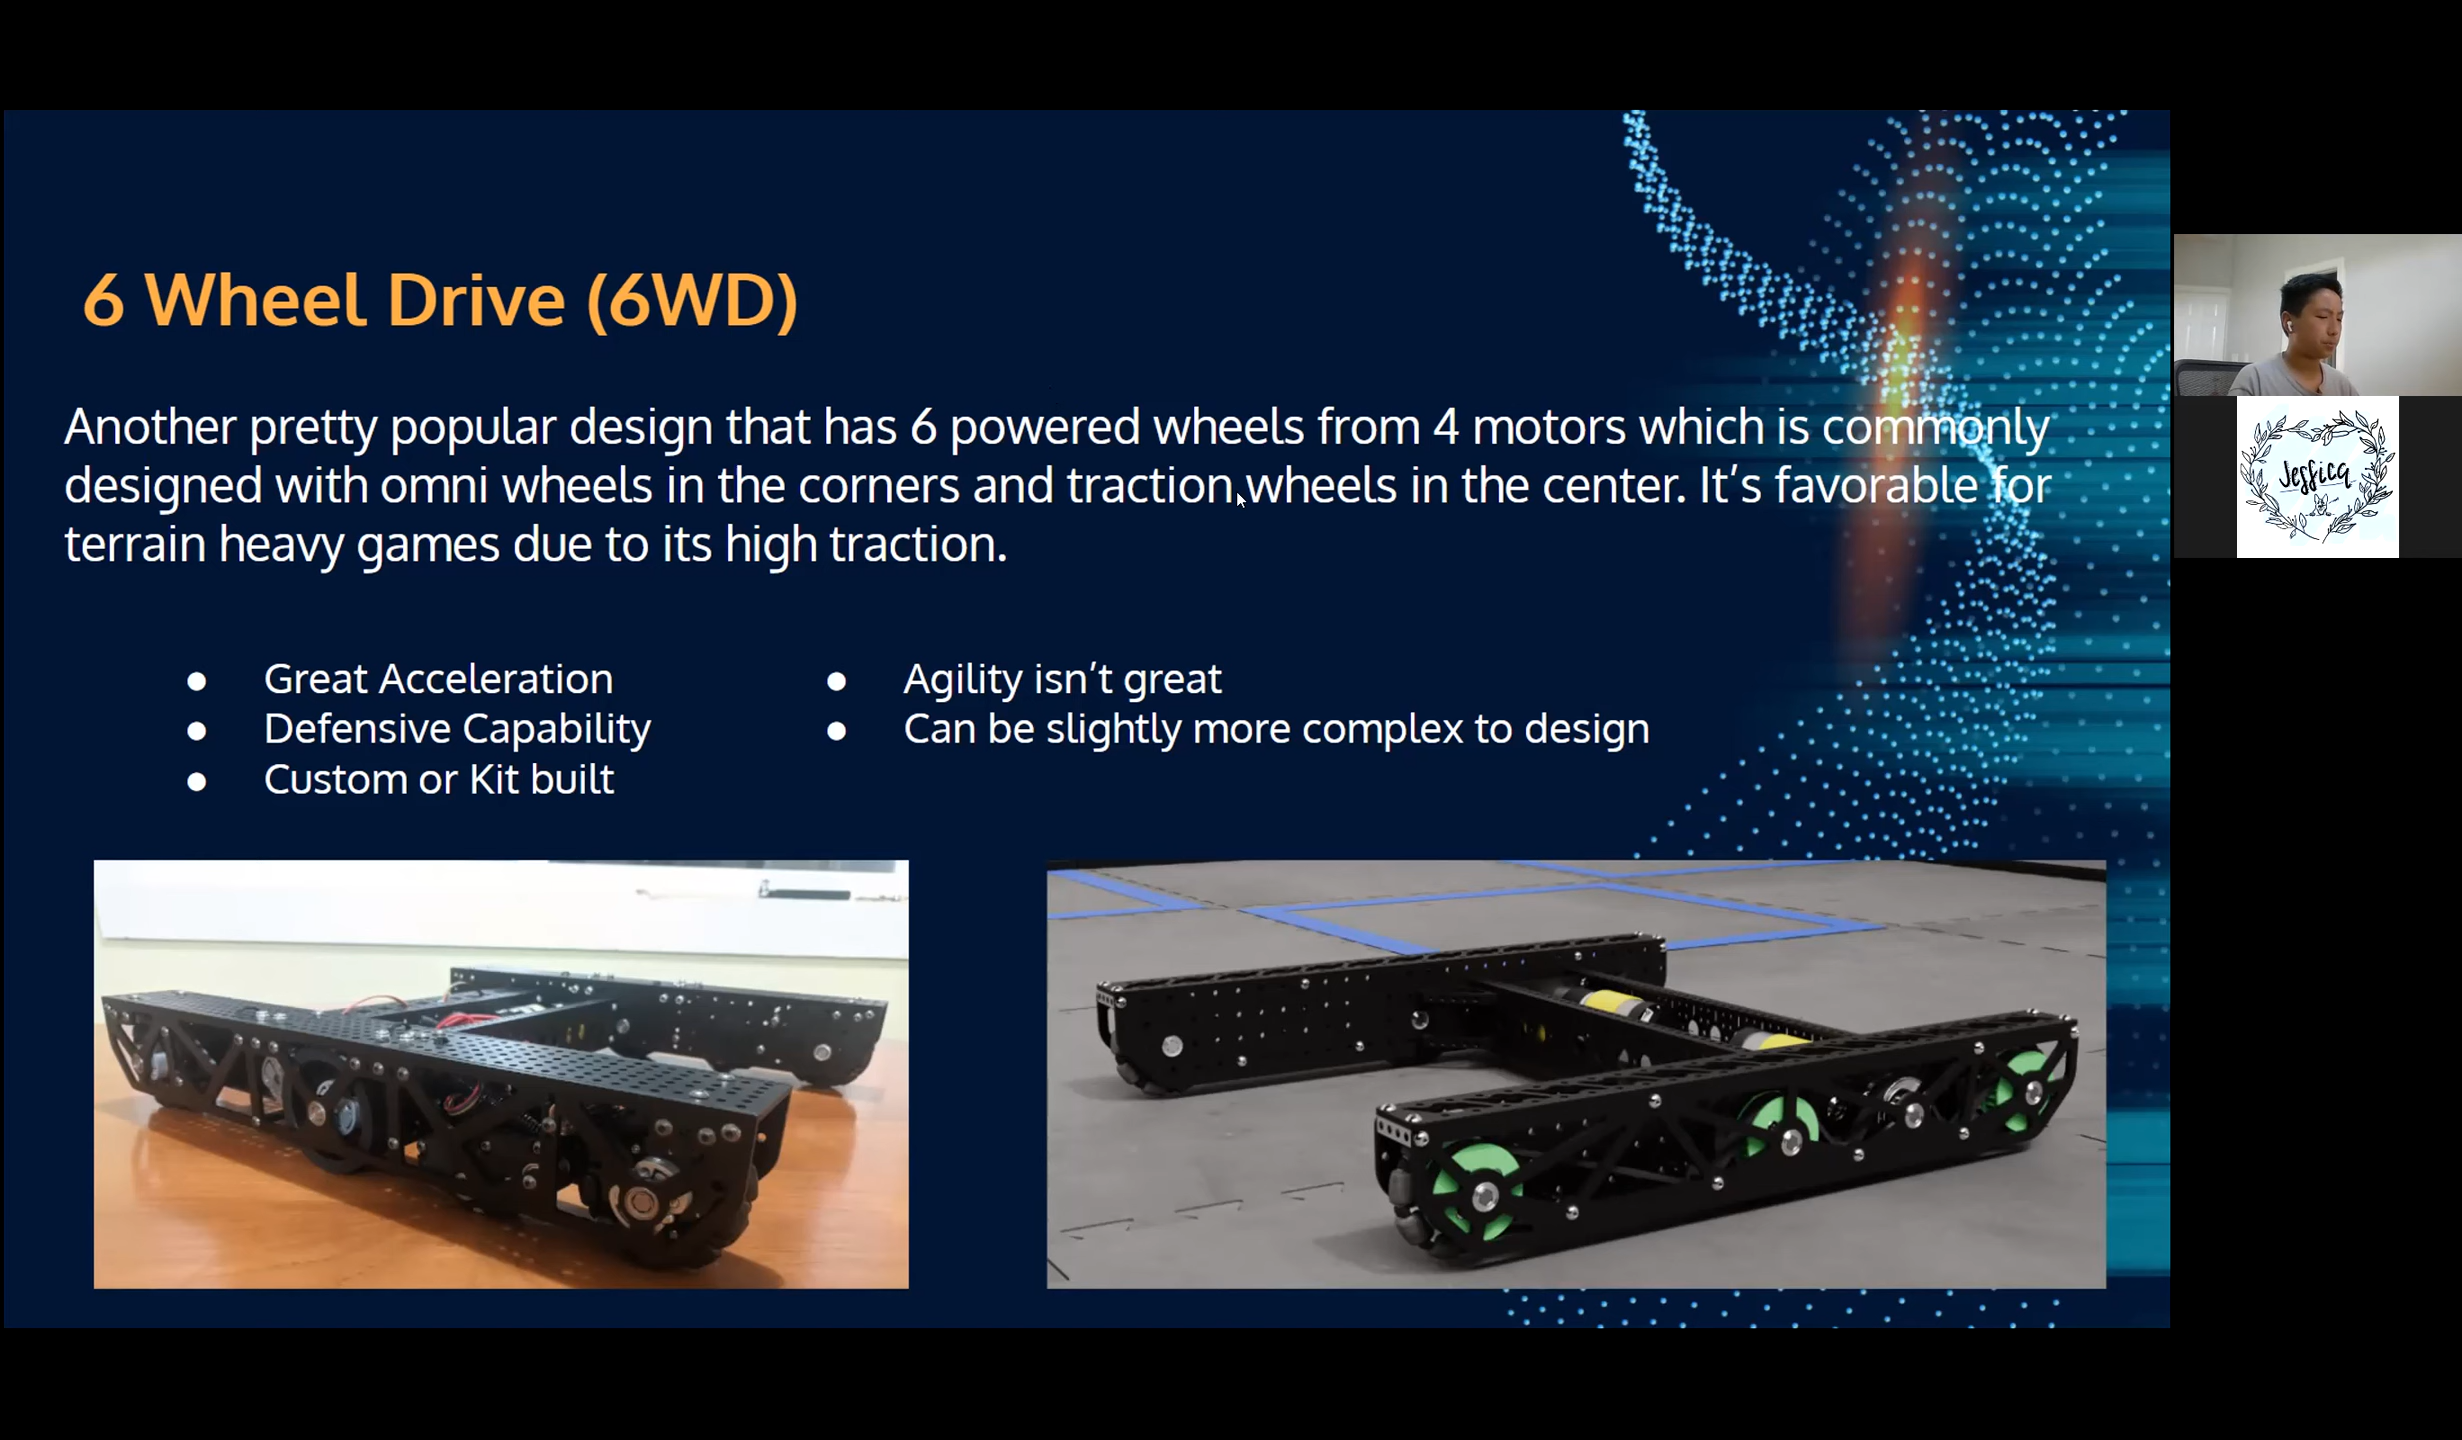 6 Wheel Drive (6WD)
Another pretty popular design that has 6 powered wheels from 4 motors which is commonly
designed with omni wheels in the corners and traction wheels in the center. It's favorable for
terrain heavy games due to its high traction.
● Great Acceleration
● Defensive Capability
● Custom or Kit built
● Agility isn't great
● Can be slightly more complex to design
Jessica